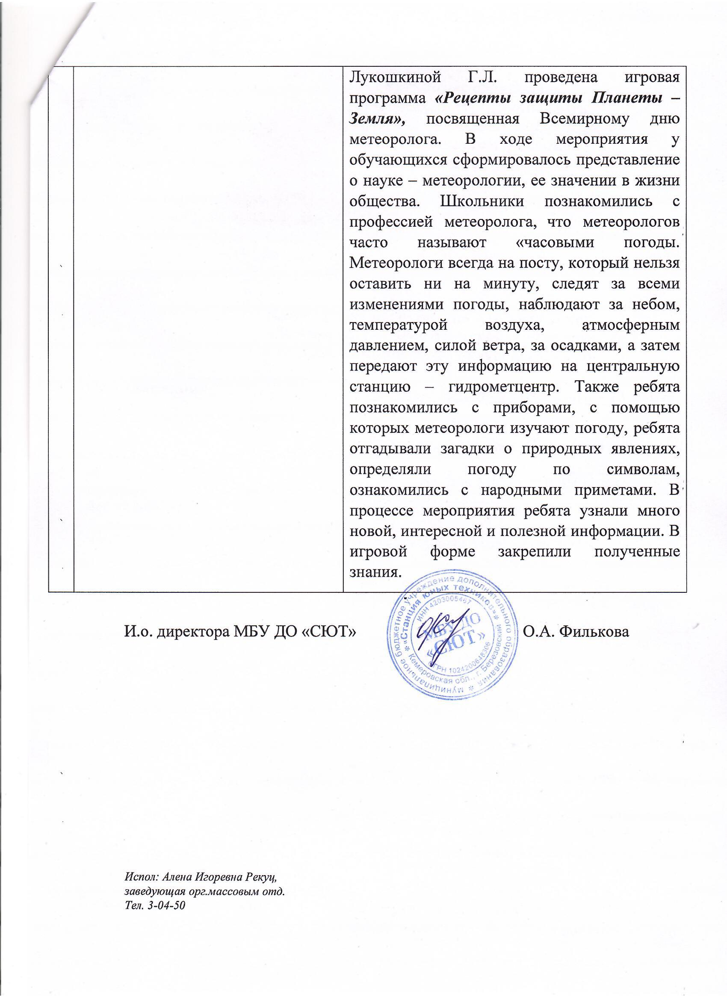 Лукошкиной Г.Л. проведена игровая
программа «Рецепты защиты Планеты –
Земля», посвященная Всемирному дню
метеоролога. В ходе мероприятия у
обучающихся сформировалось представление
о науке – метеорологии, ее значении в жизни
общества. Школьники познакомились с
профессией метеоролога, что метеорологов
часто называют «часовыми погоды.
Метеорологи всегда на посту, который нельзя
оставить ни на минуту, следят за всеми
изменениями погоды, наблюдают за небом,
температурой воздуха, атмосферным
давлением, силой ветра, за осадками, а затем
передают эту информацию на центральную
станцию – гидрометцентр. Также ребята
познакомились с приборами, с помощью
которых метеорологи изучают погоду, ребята
отгадывали загадки о природных явлениях,
определяли погоду по символам,
ознакомились с народными приметами. В
процессе мероприятия ребята узнали много
новой, интересной и полезной информации. В
игровой форме закрепили полученные
знания.
И.о. директора МБУ ДО «СЮТ» О.А. Филькова
Муниципальное бюджетное учреждение дополнительного образования
«Станция юных техников»
Кемеровская обл., г. Березовский
ИНН 4203005467
МБУ ДО
«СЮТ»
ОГРН 1024200648306
Испол: Алена Игоревна Рекуц,
заведующая орг.массовым отд.
Тел. 3-04-50